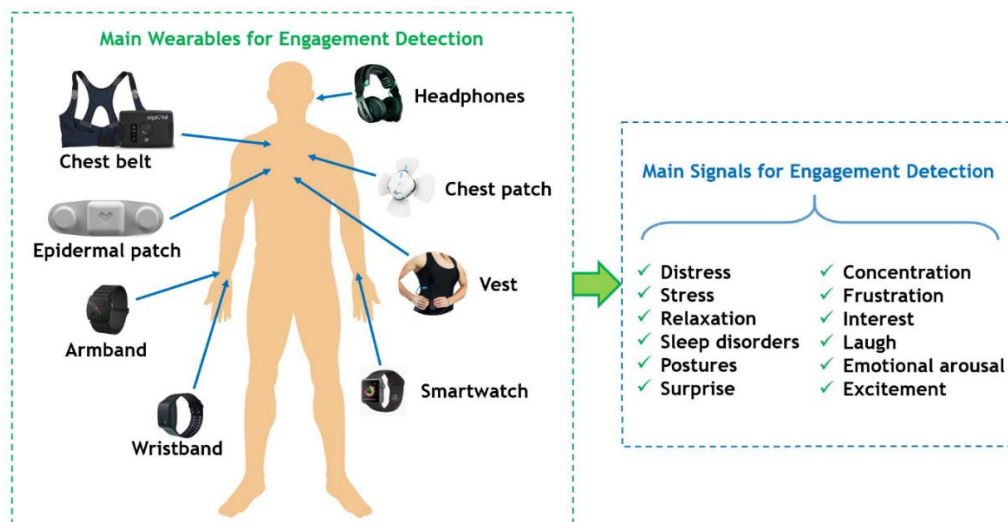 Main Wearables for Engagement Detection
Headphones
Chest belt
Chest patch
Epidermal patch
Vest
Armband
Smartwatch
Wristband
Main Signals for Engagement Detection
Distress
Stress
Relaxation
Sleep disorders
Postures
Surprise
Concentration
Frustration
Interest
Laugh
Emotional arousal
Excitement